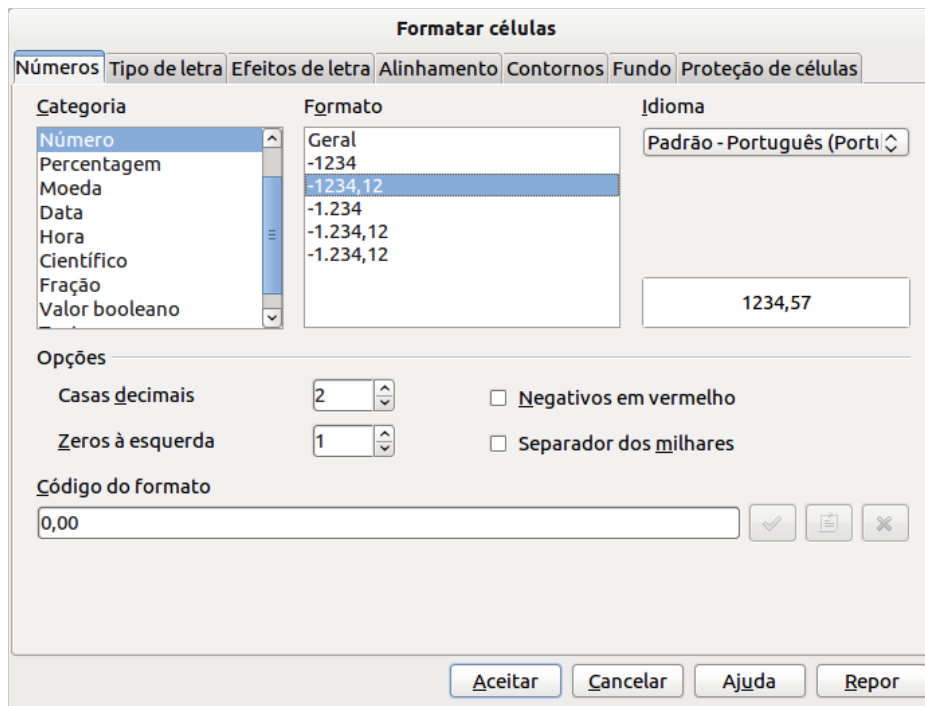 Formatar células
Números Tipo de letra Efeitos de letra Alinhamento Contornos Fundo Proteção de células
Categoria
Número
Percentagem
Moeda
Data
Hora
Científico
Fração
Valor booleano
Formato
Geral
-1234
-1234,12
-1.234
-1.234,12
-1.234,12
Idioma
Padrão - Português (Portu
1234,57
Opções
Casas decimais 2
Negativos em vermelho
Zeros à esquerda 1
Separador dos milhares
Código do formato
0,00
Aceitar Cancelar Ajuda Repor